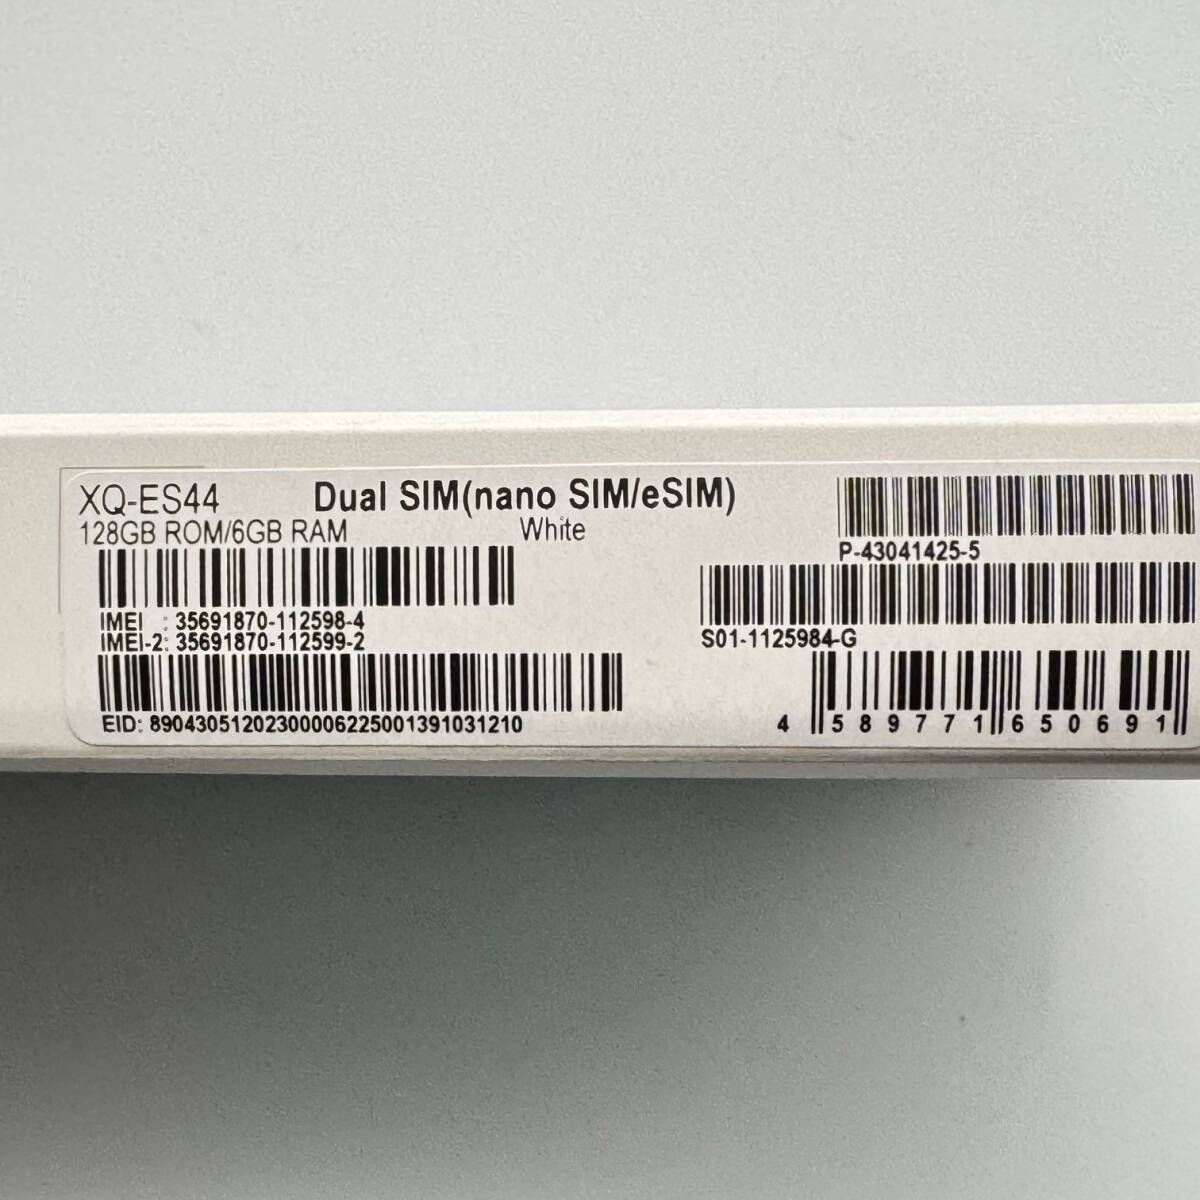 XQ-ES44 Dual SIM(nano SIM/eSIM)
128GB ROM/6GB RAM White
P-43041425-5
IMEI : 35691870-112598-4
IMEI-2: 35691870-112599-2
S01-1125984-G
EID: 89043051202300006225001391031210
4 589771 650691